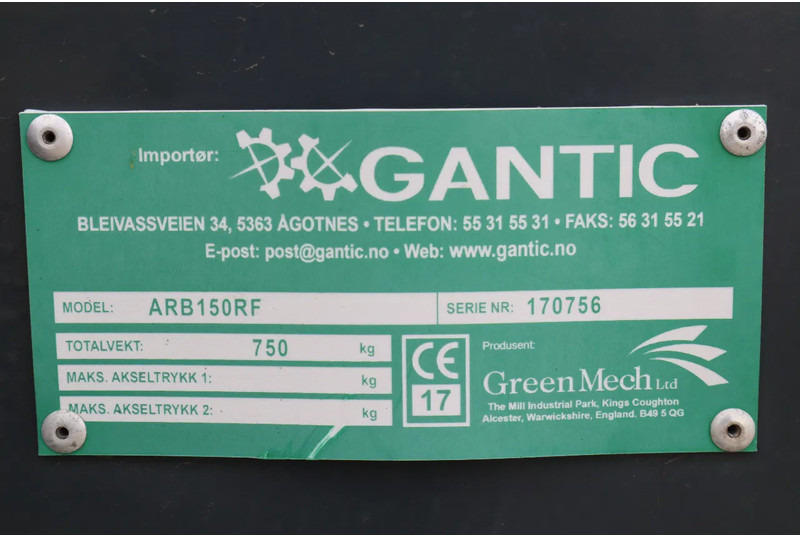 Importør: GANTIC
BLEIVASSVEIEN 34, 5363 ÅGOTNES • TELEFON: 55 31 55 31 • FAKS: 56 31 55 21
E-post: post@gantic.no • Web: www.gantic.no
MODEL: ARB150RF SERIE NR: 170756
TOTALVEKT: 750 kg
MAKS. AKSELTRYKK 1: kg
MAKS. AKSELTRYKK 2: kg
CE
17
Produsent:
GreenMech Ltd
The Mill Industrial Park, Kings Coughton
Alcester, Warwickshire, England. B49 5 QG